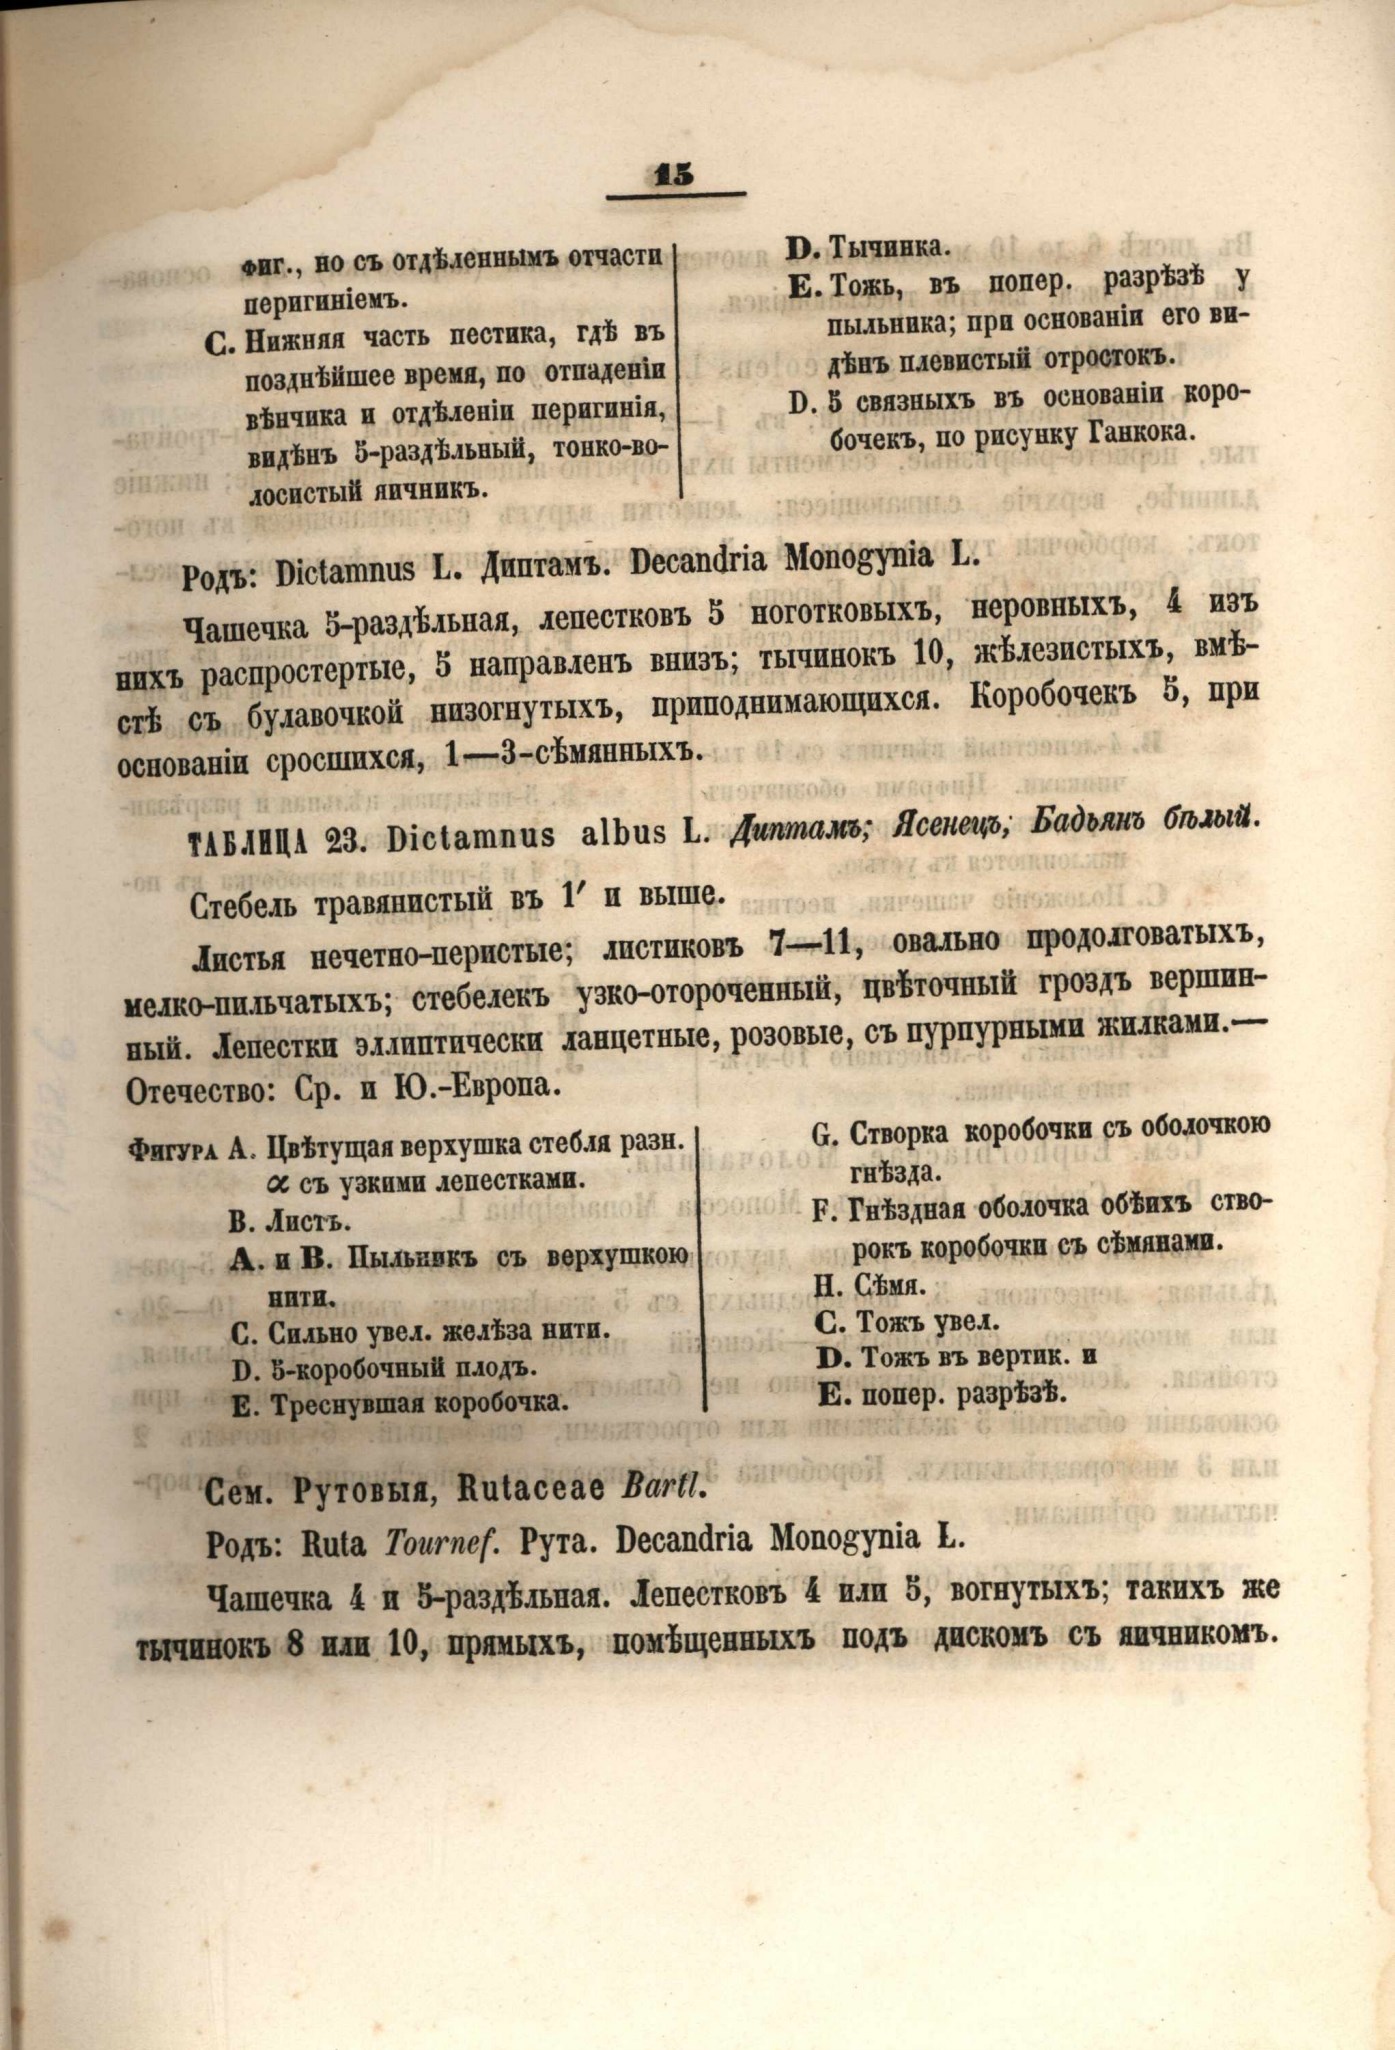 15
фиг., но съ отдѣленнымъ отчасти
перигиніемъ.
C. Нижняя часть пестика, гдѣ въ
позднѣйшее время, по отпаденіи
вѣнчика и отдѣленіи перигинія,
видѣнъ 5-раздѣльный, тонко-во-
лосистый яичникъ.
D. Тычинка.
E. Тожь, въ попер. разрѣзѣ у
пыльника; при основаніи его ви-
дѣнъ плевистый отростокъ.
D. 5 связныхъ въ основаніи коро-
бочекъ, по рисунку Ганкока.
Родъ: Dictamnus L. Диптамъ. Decandria Monogynia L.
Чашечка 5-раздѣльная, лепестковъ 5 ноготковыхъ, неровныхъ, 4 изъ
нихъ распростертые, 5 направленъ внизъ; тычинокъ 10, жѣлезистыхъ, вмѣ-
стѣ съ булавочкой низогнутыхъ, приподнимающихся. Коробочекъ 5, при
основаніи сросшихся, 1—3-сѣмянныхъ.
ТАБЛИЦА 23. Dictamnus albus L. Диптамъ; Ясенецъ; Бадьянъ бѣлый.
Стебель травянистый въ 1′ и выше.
Листья нечетно-перистые; листиковъ 7—11, овально продолговатыхъ,
мелко-пильчатыхъ; стебелекъ узко-отороченный, цвѣточный гроздъ вершин-
ный. Лепестки эллиптически ланцетные, розовые, съ пурпурными жилками.—
Отечество: Ср. и Ю.-Европа.
Фигура A. Цвѣтущая верхушка стебля разн.
α съ узкими лепестками.
B. Листъ.
A. и B. Пыльникъ съ верхушкою
нити.
C. Сильно увел. желѣза нити.
D. 5-коробочный плодъ.
E. Треснувшая коробочка.
G. Створка коробочки съ оболочкою
гнѣзда.
F. Гнѣздная оболочка обѣихъ ство-
рокъ коробочки съ сѣмянами.
H. Сѣмя.
C. Тожъ увел.
D. Тожъ въ вертик. и
E. попер. разрѣзѣ.
Сем. Рутовыя, Rutaceae Bartl.
Родъ: Ruta Tournef. Рута. Decandria Monogynia L.
Чашечка 4 и 5-раздѣльная. Лепестковъ 4 или 5, вогнутыхъ; такихъ же
тычинокъ 8 или 10, прямыхъ, помѣщенныхъ подъ дискомъ съ яичникомъ.